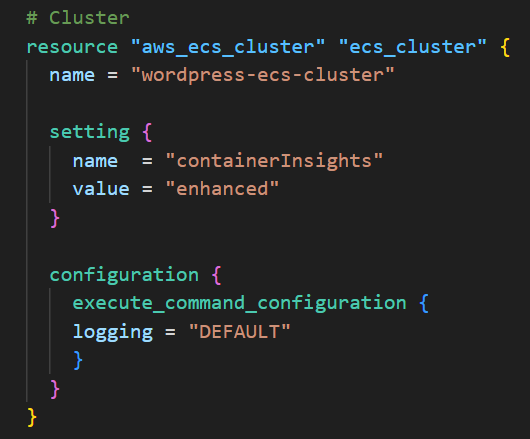 # Cluster
resource "aws_ecs_cluster" "ecs_cluster" {
  name = "wordpress-ecs-cluster"

  setting {
    name  = "containerInsights"
    value = "enhanced"
  }

  configuration {
    execute_command_configuration {
    logging = "DEFAULT"
    }
  }
}